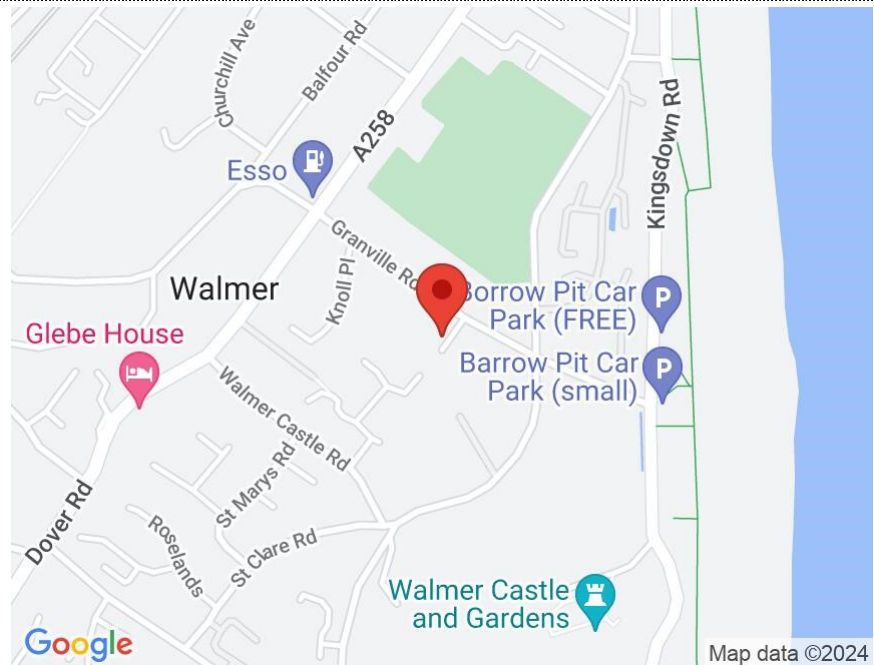 Churchill Ave
Balfour Rd
A258
Esso
Kingsdown Rd
Granville Rd
Knoll Pl
Walmer
Borrow Pit Car
Park (FREE)
Glebe House
Barrow Pit Car
Park (small)
Walmer Castle Rd
St Marys Rd
Dover Rd
Roselands
St Clare Rd
Walmer Castle
and Gardens
Google
Map data ©2024